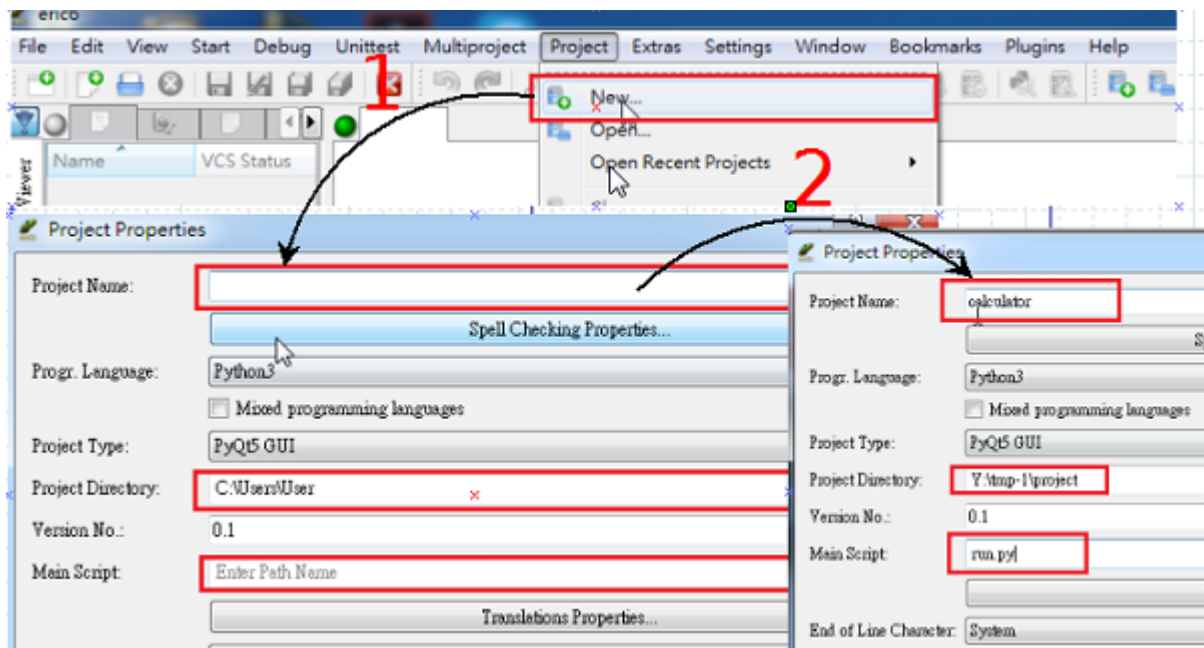 eric6
File Edit View Start Debug Unittest Multiproject Project Extras Settings Window Bookmarks Plugins Help
1
New...
Open...
Name VCS Status
Open Recent Projects
2
Viewer
Project Properties
Project Name:
Spell Checking Properties...
Progr. Language: Python3
Mixed programming languages
Project Type: PyQt5 GUI
Project Directory: C:\Users\User
Version No.: 0.1
Main Script: Enter Path Name
Translations Properties...
Project Properties
Project Name: calculator
S
Progr. Language: Python3
Mixed programming languages
Project Type: PyQt5 GUI
Project Directory: Y:\tmp-1\project
Version No.: 0.1
Main Script: run.py
End of Line Character: System